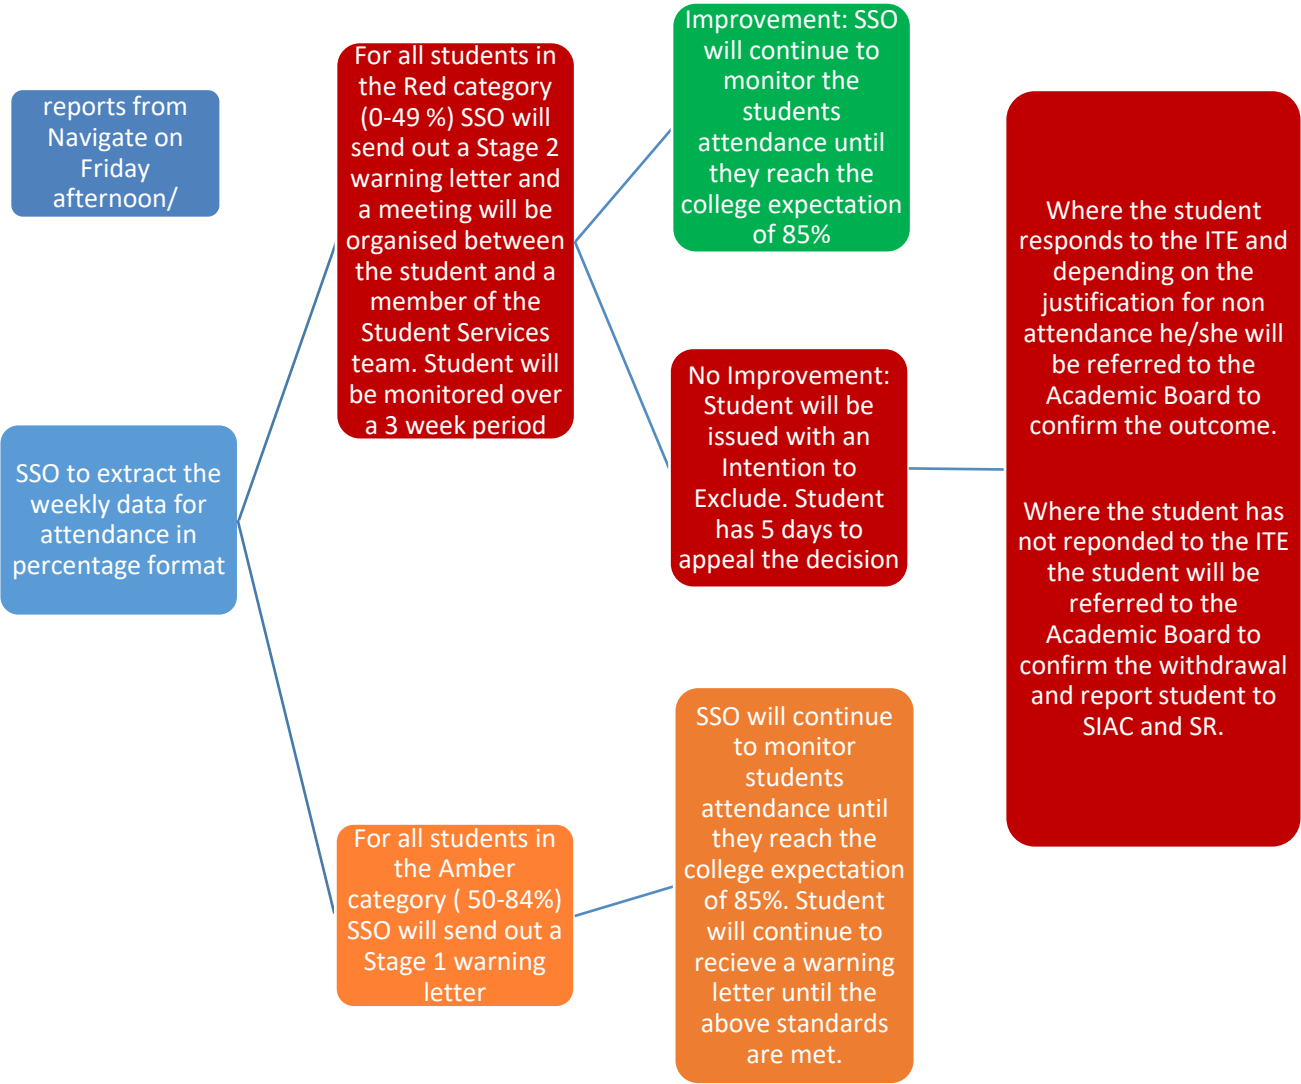 reports from
Navigate on
Friday
afternoon/
SSO to extract the
weekly data for
attendance in
percentage format
For all students in
the Red category
(0-49 %) SSO will
send out a Stage 2
warning letter and
a meeting will be
organised between
the student and a
member of the
Student Services
team. Student will
be monitored over
a 3 week period
For all students in
the Amber
category ( 50-84%)
SSO will send out a
Stage 1 warning
letter
Improvement: SSO
will continue to
monitor the
students
attendance until
they reach the
college expectation
of 85%
No Improvement:
Student will be
issued with an
Intention to
Exclude. Student
has 5 days to
appeal the decision
SSO will continue
to monitor
students
attendance until
they reach the
college expectation
of 85%. Student
will continue to
recieve a warning
letter until the
above standards
are met.
Where the student
responds to the ITE and
depending on the
justification for non
attendance he/she will
be referred to the
Academic Board to
confirm the outcome.
Where the student has
not reponded to the ITE
the student will be
referred to the
Academic Board to
confirm the withdrawal
and report student to
SIAC and SR.